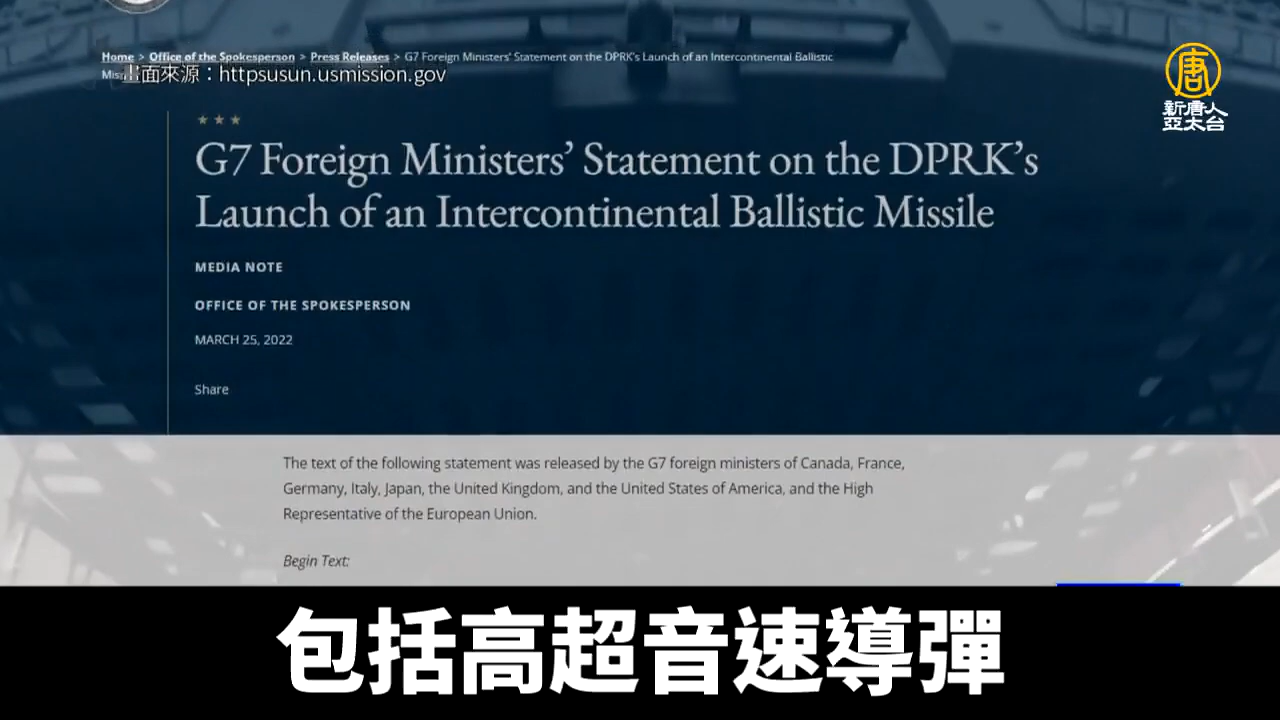 Home > Office of the Spokesperson > Press Releases > G7 Foreign Ministers' Statement on the DPRK's Launch of an Intercontinental Ballistic
面來源：httpsusun.usmission.gov
新唐人
亞太台
★ ★ ★
G7 Foreign Ministers' Statement on the DPRK's
Launch of an Intercontinental Ballistic Missile
MEDIA NOTE
OFFICE OF THE SPOKESPERSON
MARCH 25, 2022
Share
The text of the following statement was released by the G7 foreign ministers of Canada, France,
Germany, Italy, Japan, the United Kingdom, and the United States of America, and the High
Representative of the European Union.
Begin Text:
包括高超音速導彈